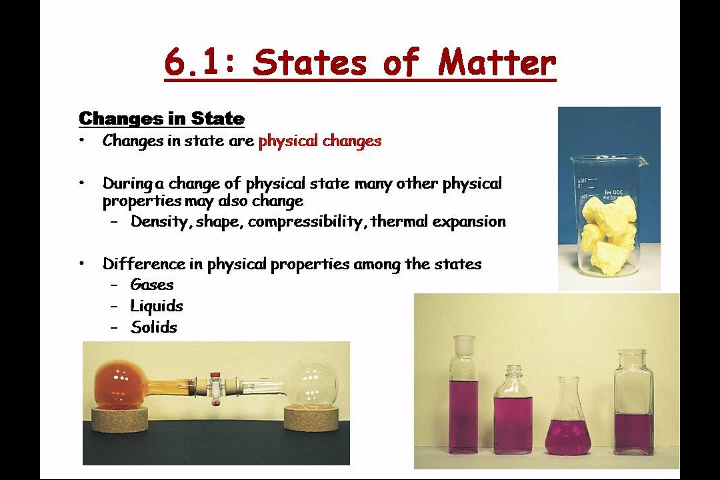 6.1: States of Matter
Changes in State
• Changes in state are physical changes
• During a change of physical state many other physical
properties may also change
– Density, shape, compressibility, thermal expansion
• Difference in physical properties among the states
– Gases
– Liquids
– Solids